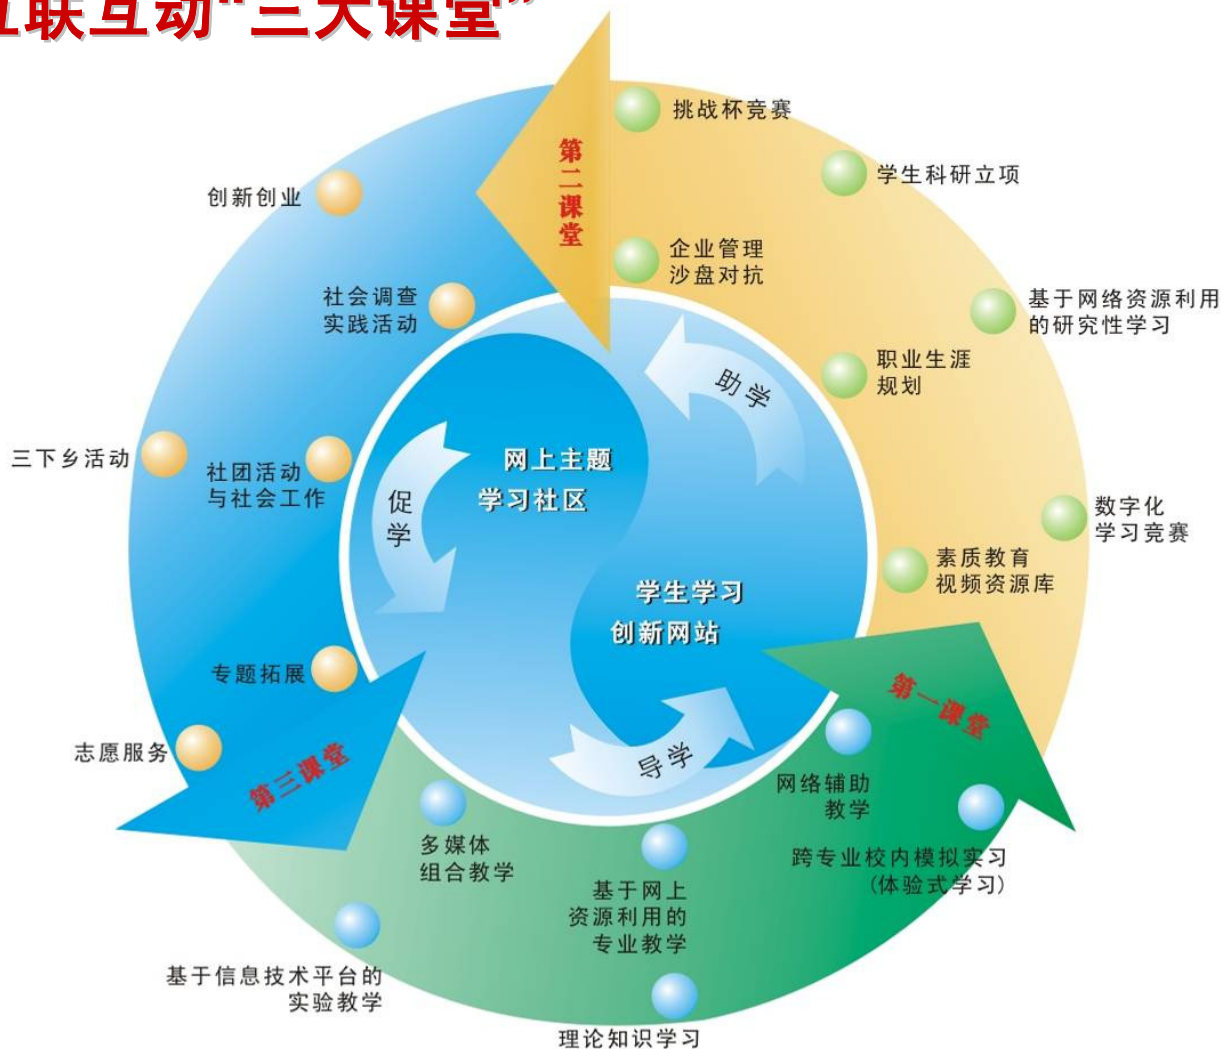 互联互动“三大课堂”
第二课堂
挑战杯竞赛
学生科研立项
创新创业
企业管理
沙盘对抗
社会调查
实践活动
基于网络资源利用
的研究性学习
职业生涯
规划
助学
三下乡活动
社团活动
与社会工作
网上主题
学习社区
促学
数字化
学习竞赛
素质教育
视频资源库
学生学习
创新网站
专题拓展
第一课堂
志愿服务
第三课堂
导学
网络辅助
教学
多媒体
组合教学
跨专业校内模拟实习
(体验式学习)
基于网上
资源利用的
专业教学
基于信息技术平台的
实验教学
理论知识学习